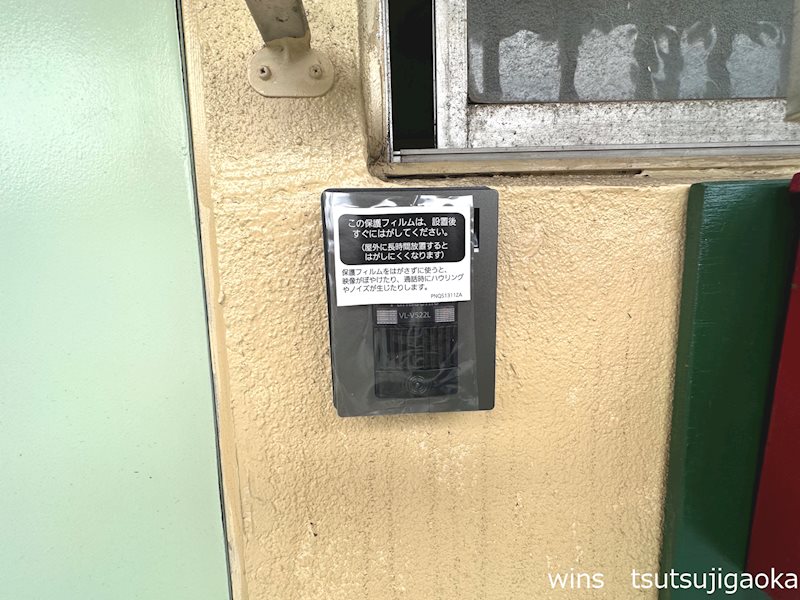 この保護フィルムは、設置後
すぐにはがしてください。
(屋外に長時間放置すると
はがしにくくなります)
保護フィルムをはがさずに使うと、
映像がぼやけたり、通話時にハウリング
やノイズが生じたりします。
PNQS1311ZA
Panasonic
VL-V522L
wins tsutsujigaoka